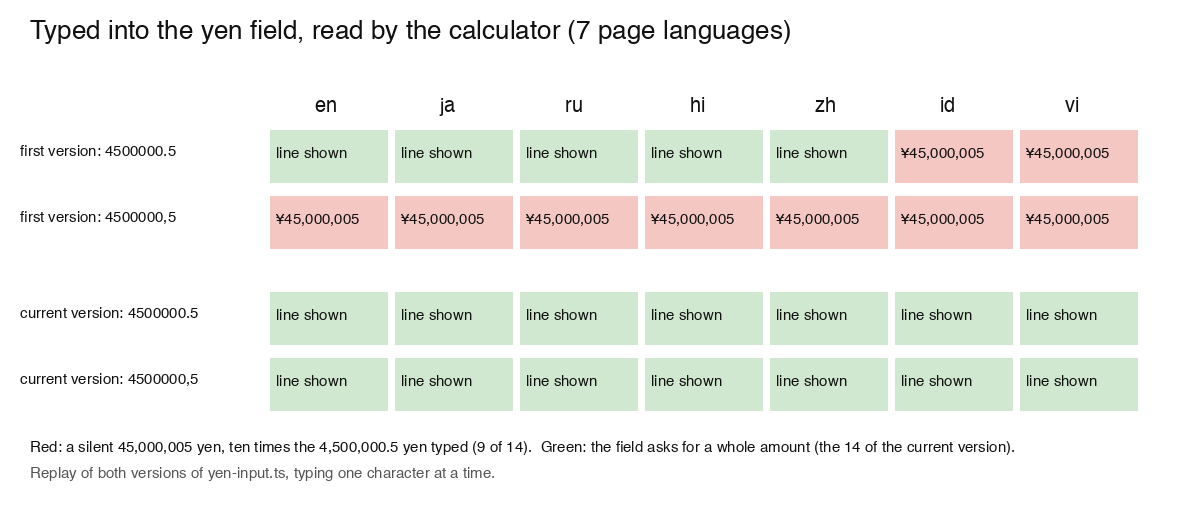 Typed into the yen field, read by the calculator (7 page languages)
en ja ru hi zh id vi
first version: 4500000.5 line shown line shown line shown line shown line shown ¥45,000,005 ¥45,000,005
first version: 4500000,5 ¥45,000,005 ¥45,000,005 ¥45,000,005 ¥45,000,005 ¥45,000,005 ¥45,000,005 ¥45,000,005
current version: 4500000.5 line shown line shown line shown line shown line shown line shown line shown
current version: 4500000,5 line shown line shown line shown line shown line shown line shown line shown
Red: a silent 45,000,005 yen, ten times the 4,500,000.5 yen typed (9 of 14). Green: the field asks for a whole amount (the 14 of the current version).
Replay of both versions of yen-input.ts, typing one character at a time.